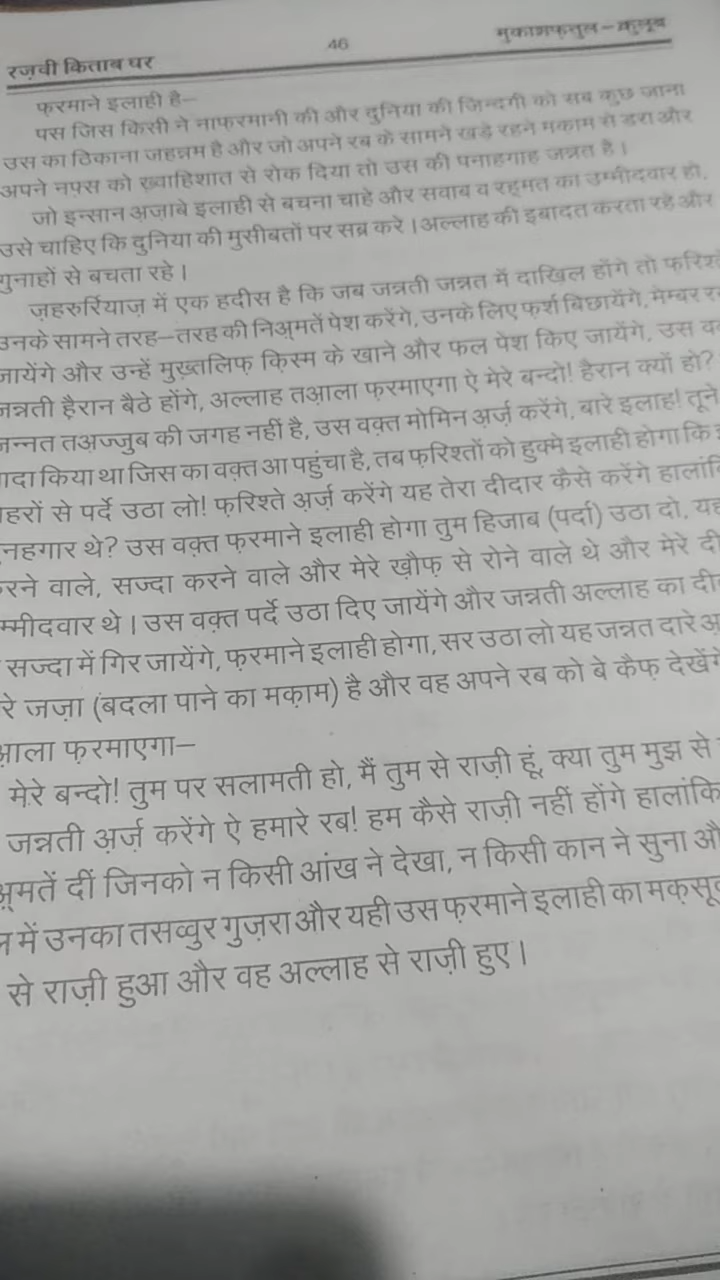 रज़वी किताब घर 46 मुकाशफ़तुल–क़ुलूब
फ़रमाने इलाही है—
पस जिस किसी ने नाफ़रमानी की और दुनिया की ज़िन्दगी को सब कुछ जाना
उस का ठिकाना जहन्नम है और जो अपने रब के सामने खड़े रहने मकाम से डरा और
अपने नफ़्स को ख़्वाहिशात से रोक दिया तो उस की पनाहगाह जन्नत है।
जो इन्सान अज़ाबे इलाही से बचना चाहे और सवाब व रहमत का उम्मीदवार हो,
उसे चाहिए कि दुनिया की मुसीबतों पर सब्र करे। अल्लाह की इबादत करता रहे और
गुनाहों से बचता रहे।
ज़हरुर्रियाज़ में एक हदीस है कि जब जन्नती जन्नत में दाख़िल होंगे तो फ़रिश्
उनके सामने तरह–तरह की निअ़मतें पेश करेंगे, उनके लिए फ़र्श बिछायेंगे, मेम्बर
जायेंगे और उन्हें मुख़्तलिफ़ क़िस्म के खाने और फल पेश किए जायेंगे, उस
जन्नती हैरान बैठे होंगे, अल्लाह तआ़ला फ़रमाएगा ऐ मेरे बन्दो! हैरान क्यों हो?
जन्नत तअज्जुब की जगह नहीं है, उस वक़्त मोमिन अ़र्ज़ करेंगे, बारे इलाह! तूने
ादा किया था जिस का वक़्त आ पहुंचा है, तब फ़रिश्तों को हुक्मे इलाही होगा कि
हरों से पर्दे उठा लो! फ़रिश्ते अ़र्ज़ करेंगे यह तेरा दीदार कैसे करेंगे हालांकि
नहगार थे? उस वक़्त फ़रमाने इलाही होगा तुम हिजाब (पर्दा) उठा दो, यह
रने वाले, सज्दा करने वाले और मेरे ख़ौफ़ से रोने वाले थे और मेरे दी
म्मीदवार थे। उस वक़्त पर्दे उठा दिए जायेंगे और जन्नती अल्लाह का दी
सज्दा में गिर जायेंगे, फ़रमाने इलाही होगा, सर उठा लो यह जन्नत दारे अ
रे जज़ा (बदला पाने का मक़ाम) है और वह अपने रब को बे कैफ़ देखेंगे
आ़ला फ़रमाएगा—
मेरे बन्दो! तुम पर सलामती हो, मैं तुम से राज़ी हूं, क्या तुम मुझ से
जन्नती अ़र्ज़ करेंगे ऐ हमारे रब! हम कैसे राज़ी नहीं होंगे हालांकि
अ़मतें दीं जिनको न किसी आंख ने देखा, न किसी कान ने सुना औ
में उनका तसव्वुर गुज़रा और यही उस फ़रमाने इलाही का मक़सू
से राज़ी हुआ और वह अल्लाह से राज़ी हुए।